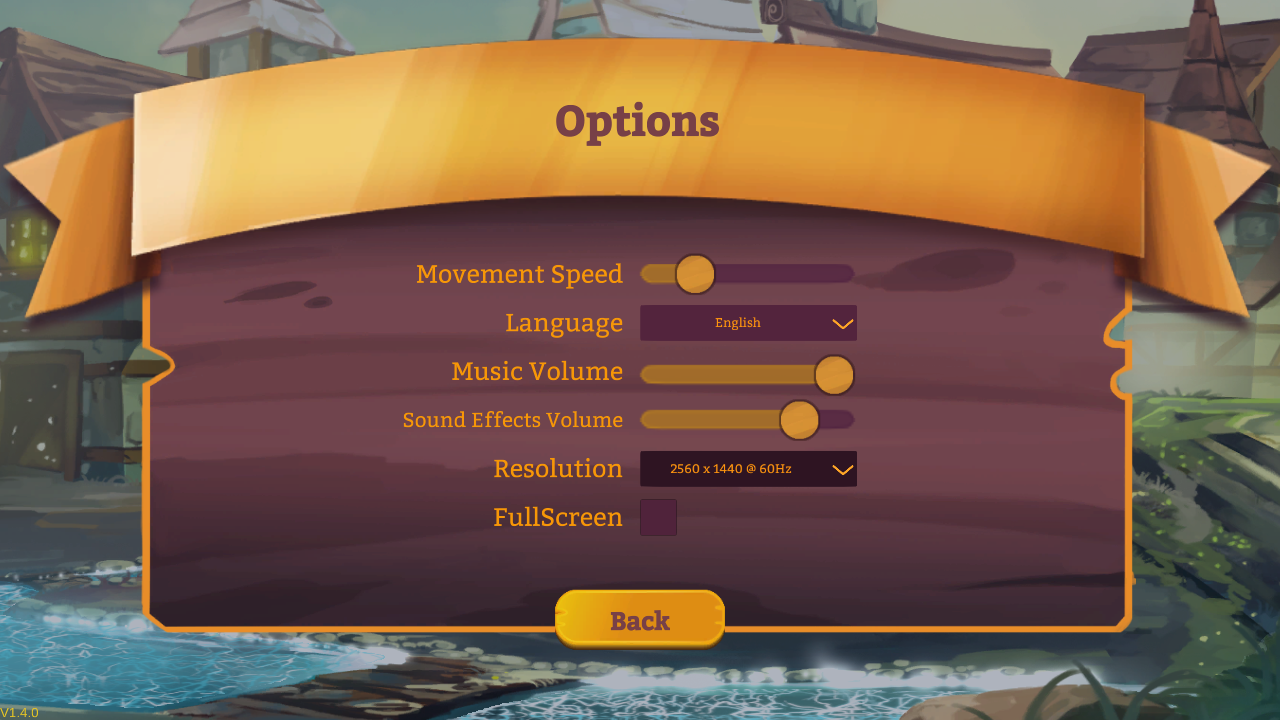 Options
Movement Speed
Language
English
Music Volume
Sound Effects Volume
Resolution
2560 x 1440 @ 60Hz
FullScreen
Back
V1.4.0